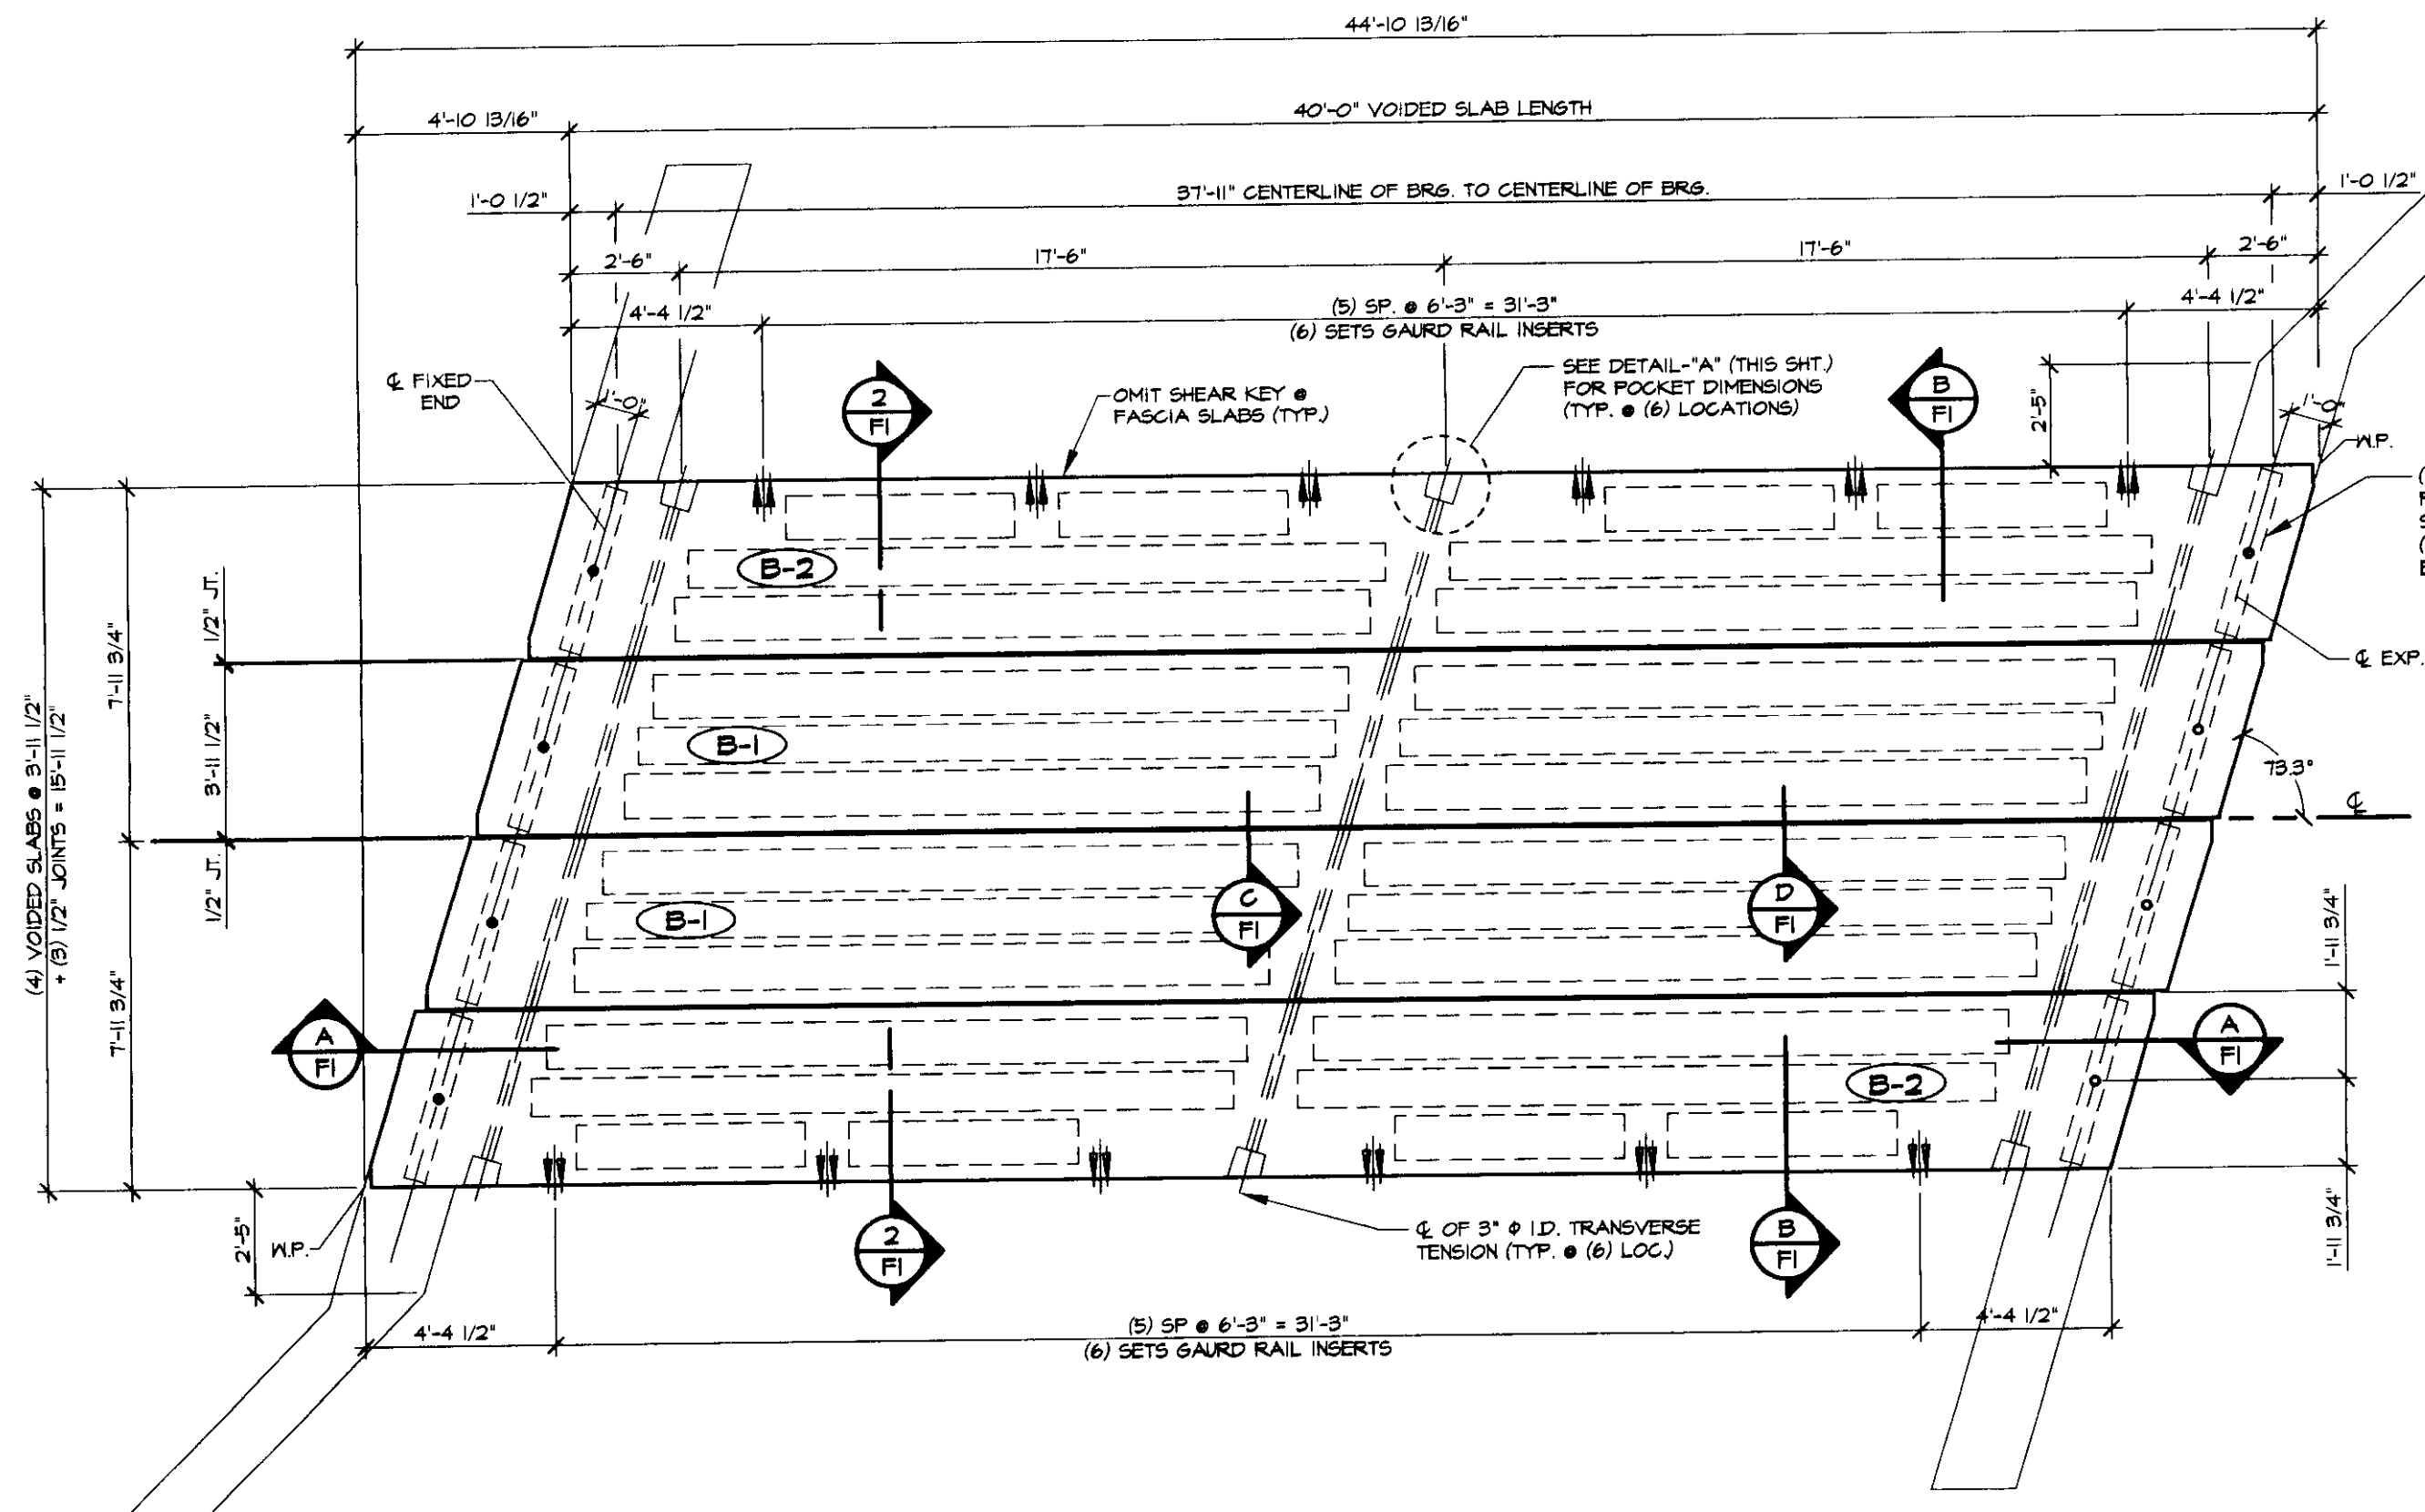 44'-10 13/16"
4'-10 13/16"
40'-0" VOIDED SLAB LENGTH
1'-0 1/2"
37'-11" CENTERLINE OF BRG. TO CENTERLINE OF BRG.
1'-0 1/2"
2'-6"
17'-6"
17'-6"
2'-6"
4'-4 1/2"
(5) SP. @ 6'-3" = 31'-3"
(6) SETS GAURD RAIL INSERTS
4'-4 1/2"
℄ FIXED
END
1'-0"
2
F1
OMIT SHEAR KEY @
FASCIA SLABS (TYP.)
SEE DETAIL-"A" (THIS SHT.)
FOR POCKET DIMENSIONS
(TYP. @ (6) LOCATIONS)
B
F1
2'-5"
1'-0"
W.P.
B-2
1/2" JT.
7'-11 3/4"
3'-11 1/2"
B-1
℄ EXP.
73.3°
℄
(4) VOIDED SLABS @ 3'-11 1/2"
+ (3) 1/2" JOINTS = 15'-11 1/2"
1/2" JT.
B-1
C
F1
D
F1
1'-11 3/4"
7'-11 3/4"
A
F1
A
F1
B-2
2'-5"
W.P.
2
F1
℄ OF 3" Φ I.D. TRANSVERSE
TENSION (TYP. @ (6) LOC.)
B
F1
1'-11 3/4"
4'-4 1/2"
(5) SP @ 6'-3" = 31'-3"
(6) SETS GAURD RAIL INSERTS
4'-4 1/2"